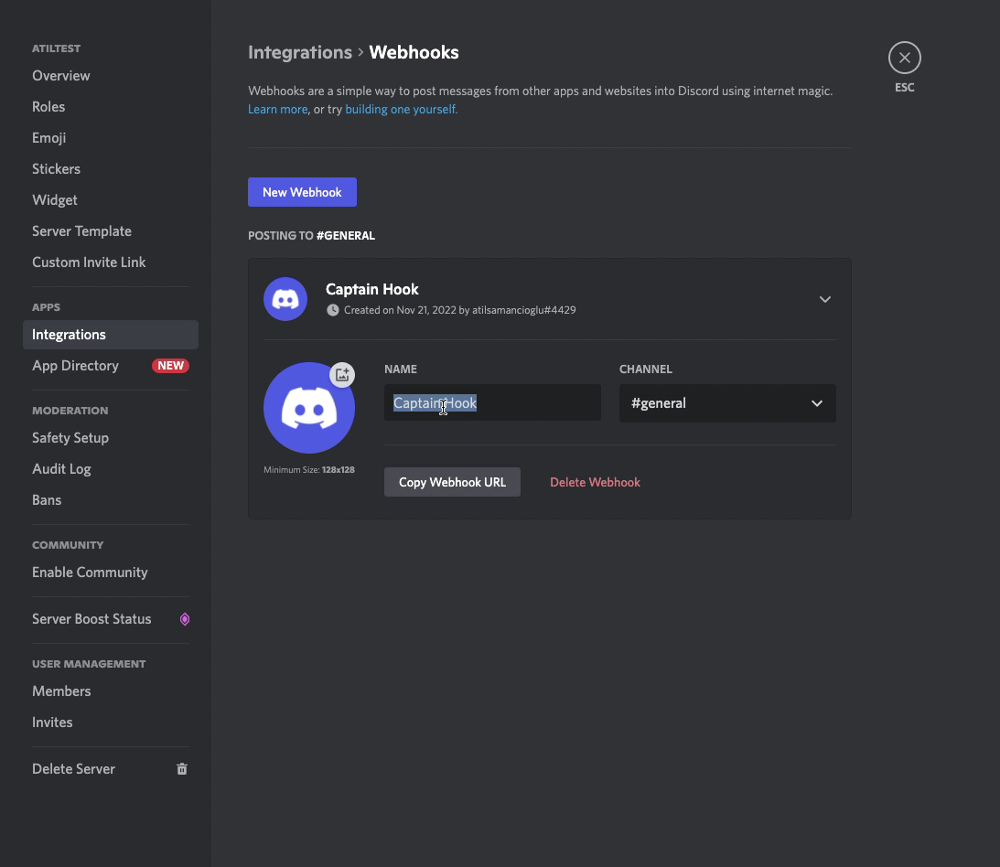 ATILTEST
Overview
Roles
Emoji
Stickers
Widget
Server Template
Custom Invite Link
APPS
Integrations
App Directory NEW
MODERATION
Safety Setup
Audit Log
Bans
COMMUNITY
Enable Community
Server Boost Status
USER MANAGEMENT
Members
Invites
Delete Server
Integrations > Webhooks
ESC
Webhooks are a simple way to post messages from other apps and websites into Discord using internet magic.
Learn more, or try building one yourself.
New Webhook
POSTING TO #GENERAL
Captain Hook
Created on Nov 21, 2022 by atilsamancioglu#4429
NAME
Captain Hook
CHANNEL
#general
Minimum Size: 128x128
Copy Webhook URL
Delete Webhook